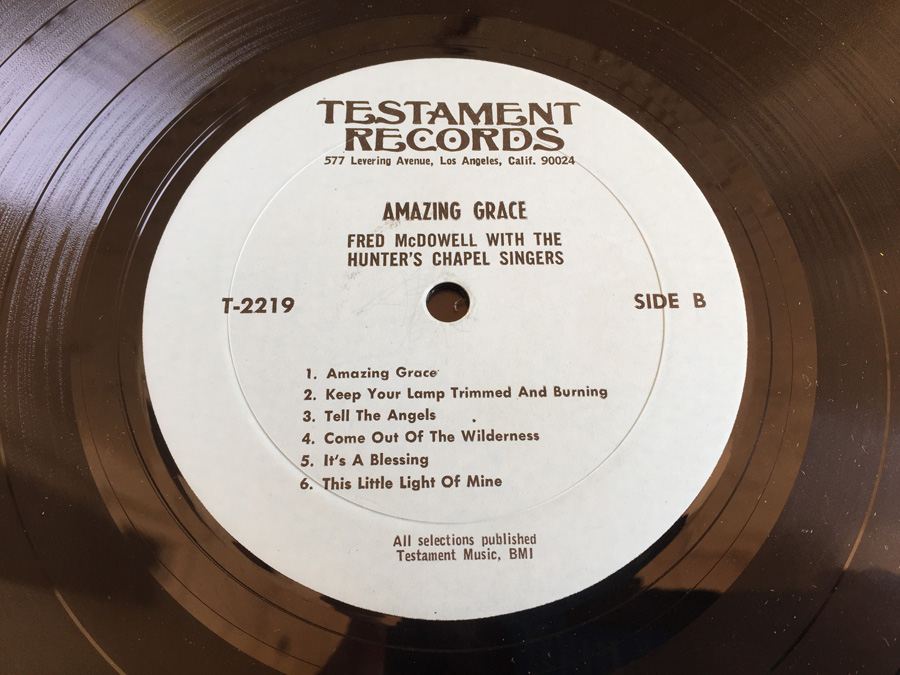 TESTAMENT
RECORDS
577 Levering Avenue, Los Angeles, Calif. 90024
AMAZING GRACE
FRED McDOWELL WITH THE
HUNTER'S CHAPEL SINGERS
T-2219 SIDE B
1. Amazing Grace
2. Keep Your Lamp Trimmed And Burning
3. Tell The Angels
4. Come Out Of The Wilderness
5. It's A Blessing
6. This Little Light Of Mine
All selections published
Testament Music, BMI